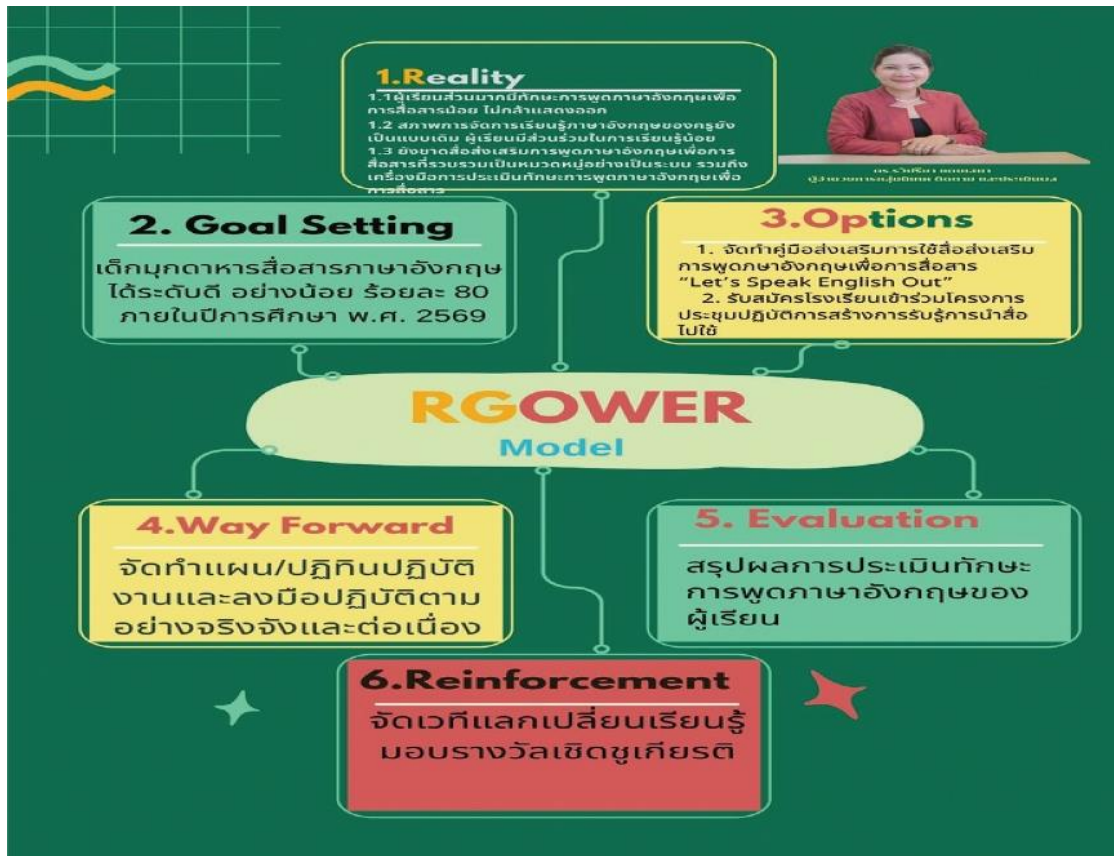 1.Reality
1.1ผู้เรียนส่วนมากมีทักษะการพูดภาษาอังกฤษเพื่อ
การสื่อสารน้อย ไม่กล้าแสดงออก
1.2 สภาพการจัดการเรียนรู้ภาษาอังกฤษของครูยัง
เป็นแบบเดิม ผู้เรียนมีส่วนร่วมในการเรียนรู้น้อย
1.3 ยังขาดสื่อส่งเสริมการพูดภาษาอังกฤษเพื่อการ
สื่อสารที่รวบรวมเป็นหมวดหมู่อย่างเป็นระบบ รวมถึง
เครื่องมือการประเมินทักษะการพูดภาษาอังกฤษเพื่อ
การสื่อสาร
2. Goal Setting
เด็กมุกดาหารสื่อสารภาษาอังกฤษ
ได้ระดับดี อย่างน้อย ร้อยละ 80
ภายในปีการศึกษา พ.ศ. 2569
3.Options
1. จัดทำคู่มือส่งเสริมการใช้สื่อส่งเสริม
การพูดภาษาอังกฤษเพื่อการสื่อสาร
“Let’s Speak English Out”
2. รับสมัครโรงเรียนเข้าร่วมโครงการ
ประชุมปฏิบัติการสร้างการรับรู้การนำสื่อ
ไปใช้
RGOWER
Model
4.Way Forward
จัดทำแผน/ปฏิทินปฏิบัติ
งานและลงมือปฏิบัติตาม
อย่างจริงจังและต่อเนื่อง
5. Evaluation
สรุปผลการประเมินทักษะ
การพูดภาษาอังกฤษของ
ผู้เรียน
6.Reinforcement
จัดเวทีแลกเปลี่ยนเรียนรู้
มอบรางวัลเชิดชูเกียรติ